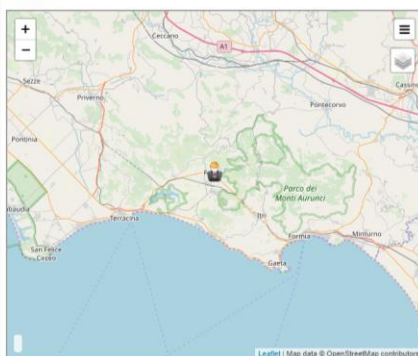 +
−
Ceccano
A1
Sezze
Priverno
Cassino
Pontecorvo
Pontinia
Parco dei
Monti Aurunci
Terracina
Itri
Formia
Minturno
San Felice
Circeo
Gaeta
Leaflet | Map data © OpenStreetMap contributors